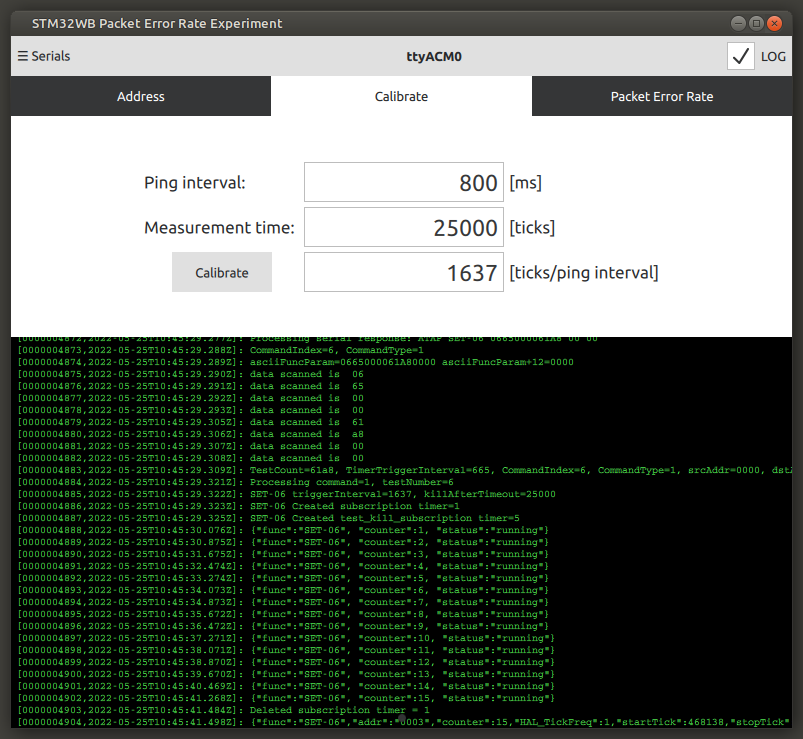 STM32WB Packet Error Rate Experiment
☰ Serials ttyACM0 LOG
Address Calibrate Packet Error Rate
Ping interval: 800 [ms]
Measurement time: 25000 [ticks]
Calibrate 1637 [ticks/ping interval]
[0000004872,2022-05-25T10:45:29.277Z]: Processing serial response: ATAP SET-06 0665000061A8 00 00
[0000004873,2022-05-25T10:45:29.288Z]: CommandIndex=6, CommandType=1
[0000004874,2022-05-25T10:45:29.289Z]: asciiFuncParam=0665000061A80000 asciiFuncParam+12=0000
[0000004875,2022-05-25T10:45:29.290Z]: data scanned is  06
[0000004876,2022-05-25T10:45:29.291Z]: data scanned is  65
[0000004877,2022-05-25T10:45:29.292Z]: data scanned is  00
[0000004878,2022-05-25T10:45:29.293Z]: data scanned is  00
[0000004879,2022-05-25T10:45:29.305Z]: data scanned is  61
[0000004880,2022-05-25T10:45:29.306Z]: data scanned is  a8
[0000004881,2022-05-25T10:45:29.307Z]: data scanned is  00
[0000004882,2022-05-25T10:45:29.308Z]: data scanned is  00
[0000004883,2022-05-25T10:45:29.309Z]: TestCount=61a8, TimerTriggerInterval=665, CommandIndex=6, CommandType=1, srcAddr=0000, dstA
[0000004884,2022-05-25T10:45:29.321Z]: Processing command=1, testNumber=6
[0000004885,2022-05-25T10:45:29.322Z]: SET-06 triggerInterval=1637, killAfterTimeout=25000
[0000004886,2022-05-25T10:45:29.323Z]: SET-06 Created subscription timer=1
[0000004887,2022-05-25T10:45:29.325Z]: SET-06 Created test_kill_subscription timer=5
[0000004888,2022-05-25T10:45:30.076Z]: {"func":"SET-06", "counter":1, "status":"running"}
[0000004889,2022-05-25T10:45:30.875Z]: {"func":"SET-06", "counter":2, "status":"running"}
[0000004890,2022-05-25T10:45:31.675Z]: {"func":"SET-06", "counter":3, "status":"running"}
[0000004891,2022-05-25T10:45:32.474Z]: {"func":"SET-06", "counter":4, "status":"running"}
[0000004892,2022-05-25T10:45:33.274Z]: {"func":"SET-06", "counter":5, "status":"running"}
[0000004893,2022-05-25T10:45:34.073Z]: {"func":"SET-06", "counter":6, "status":"running"}
[0000004894,2022-05-25T10:45:34.873Z]: {"func":"SET-06", "counter":7, "status":"running"}
[0000004895,2022-05-25T10:45:35.672Z]: {"func":"SET-06", "counter":8, "status":"running"}
[0000004896,2022-05-25T10:45:36.472Z]: {"func":"SET-06", "counter":9, "status":"running"}
[0000004897,2022-05-25T10:45:37.271Z]: {"func":"SET-06", "counter":10, "status":"running"}
[0000004898,2022-05-25T10:45:38.071Z]: {"func":"SET-06", "counter":11, "status":"running"}
[0000004899,2022-05-25T10:45:38.870Z]: {"func":"SET-06", "counter":12, "status":"running"}
[0000004900,2022-05-25T10:45:39.670Z]: {"func":"SET-06", "counter":13, "status":"running"}
[0000004901,2022-05-25T10:45:40.469Z]: {"func":"SET-06", "counter":14, "status":"running"}
[0000004902,2022-05-25T10:45:41.268Z]: {"func":"SET-06", "counter":15, "status":"running"}
[0000004903,2022-05-25T10:45:41.484Z]: Deleted subscription timer = 1
[0000004904,2022-05-25T10:45:41.498Z]: {"func":"SET-06","addr":"0003","counter":15,"HAL_TickFreq":1,"startTick":468138,"stopTick"